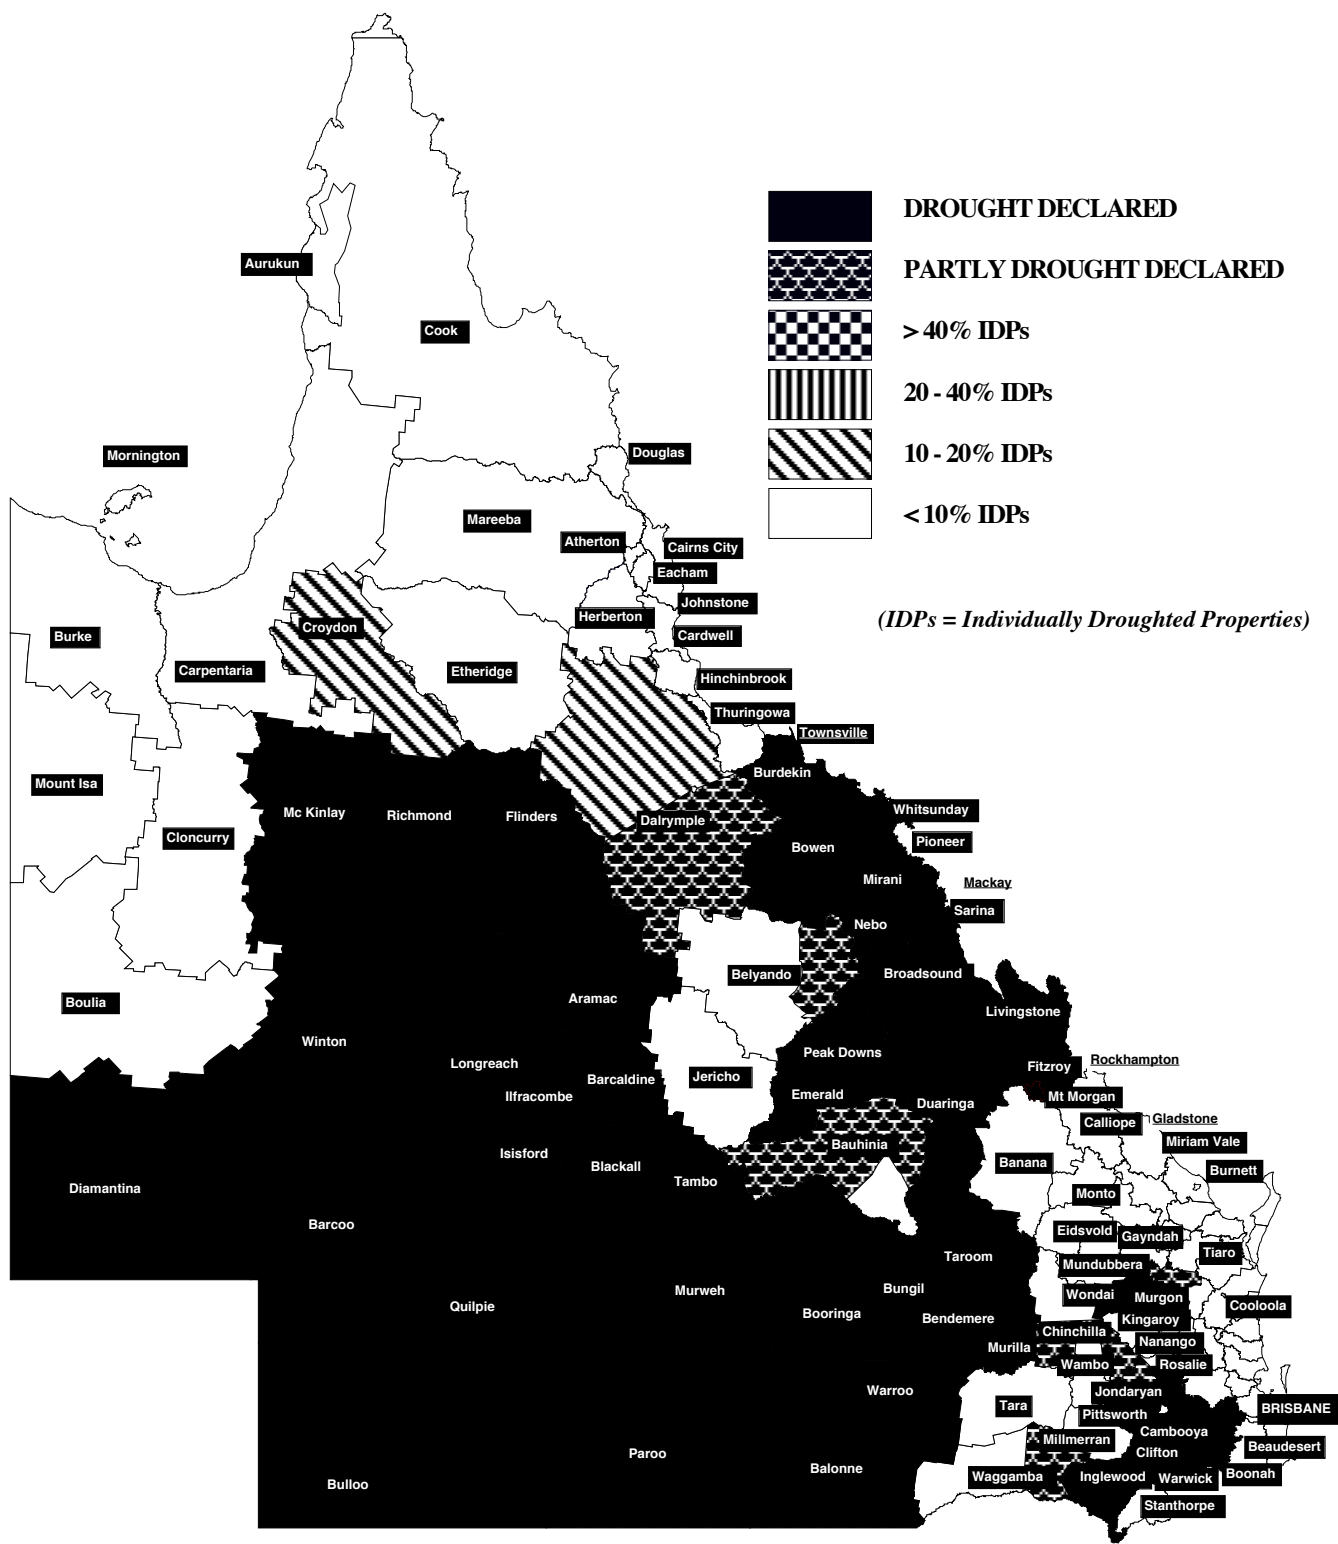 DROUGHT DECLARED
PARTLY DROUGHT DECLARED
> 40% IDPs
20 - 40% IDPs
10 - 20% IDPs
< 10% IDPs
(IDPs = Individually Droughted Properties)
Aurukun
Cook
Mornington
Douglas
Mareeba
Atherton
Cairns City
Eacham
Johnstone
Herberton
Croydon
Burke
Cardwell
Carpentaria
Etheridge
Hinchinbrook
Thuringowa
Townsville
Burdekin
Mount Isa
Mc Kinlay
Richmond
Flinders
Dalrymple
Whitsunday
Cloncurry
Pioneer
Bowen
Mirani
Mackay
Sarina
Nebo
Belyando
Broadsound
Boulia
Aramac
Livingstone
Winton
Longreach
Peak Downs
Rockhampton
Fitzroy
Barcaldine
Jericho
Ilfracombe
Emerald
Mt Morgan
Duaringa
Calliope
Gladstone
Miriam Vale
Isisford
Blackall
Bauhinia
Banana
Burnett
Tambo
Diamantina
Monto
Barcoo
Eidsvold
Gayndah
Tiaro
Taroom
Mundubbera
Murweh
Bungil
Wondai
Murgon
Cooloola
Quilpie
Booringa
Bendemere
Kingaroy
Chinchilla
Nanango
Murilla
Wambo
Rosalie
Warroo
Jondaryan
Tara
Pittsworth
BRISBANE
Cambooya
Millmerran
Clifton
Beaudesert
Paroo
Balonne
Waggamba
Inglewood
Warwick
Boonah
Bulloo
Stanthorpe